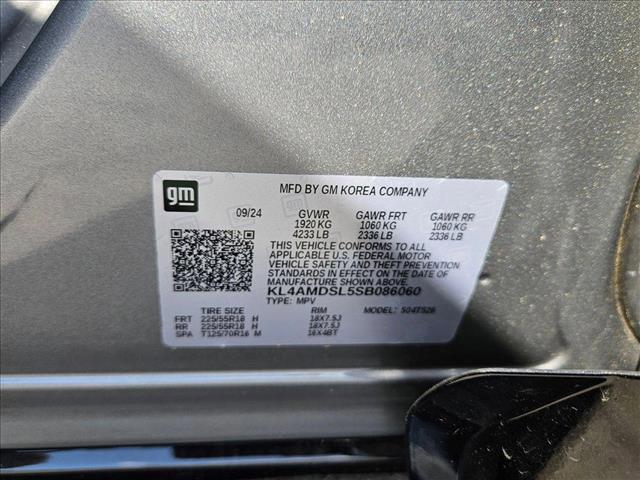 gm
MFD BY GM KOREA COMPANY
09/24 GVWR GAWR FRT GAWR RR
1920 KG 1060 KG 1060 KG
4233 LB 2336 LB 2336 LB
THIS VEHICLE CONFORMS TO ALL
APPLICABLE U.S. FEDERAL MOTOR
VEHICLE SAFETY AND THEFT PREVENTION
STANDARDS IN EFFECT ON THE DATE OF
MANUFACTURE SHOWN ABOVE.
KL4AMDSL5SB086060
TYPE: MPV MODEL: 504TS26
TIRE SIZE RIM
FRT 225/55R18 H 18X7.5J
RR 225/55R18 H 18X7.5J
SPA T125/70R16 M 16X4BT